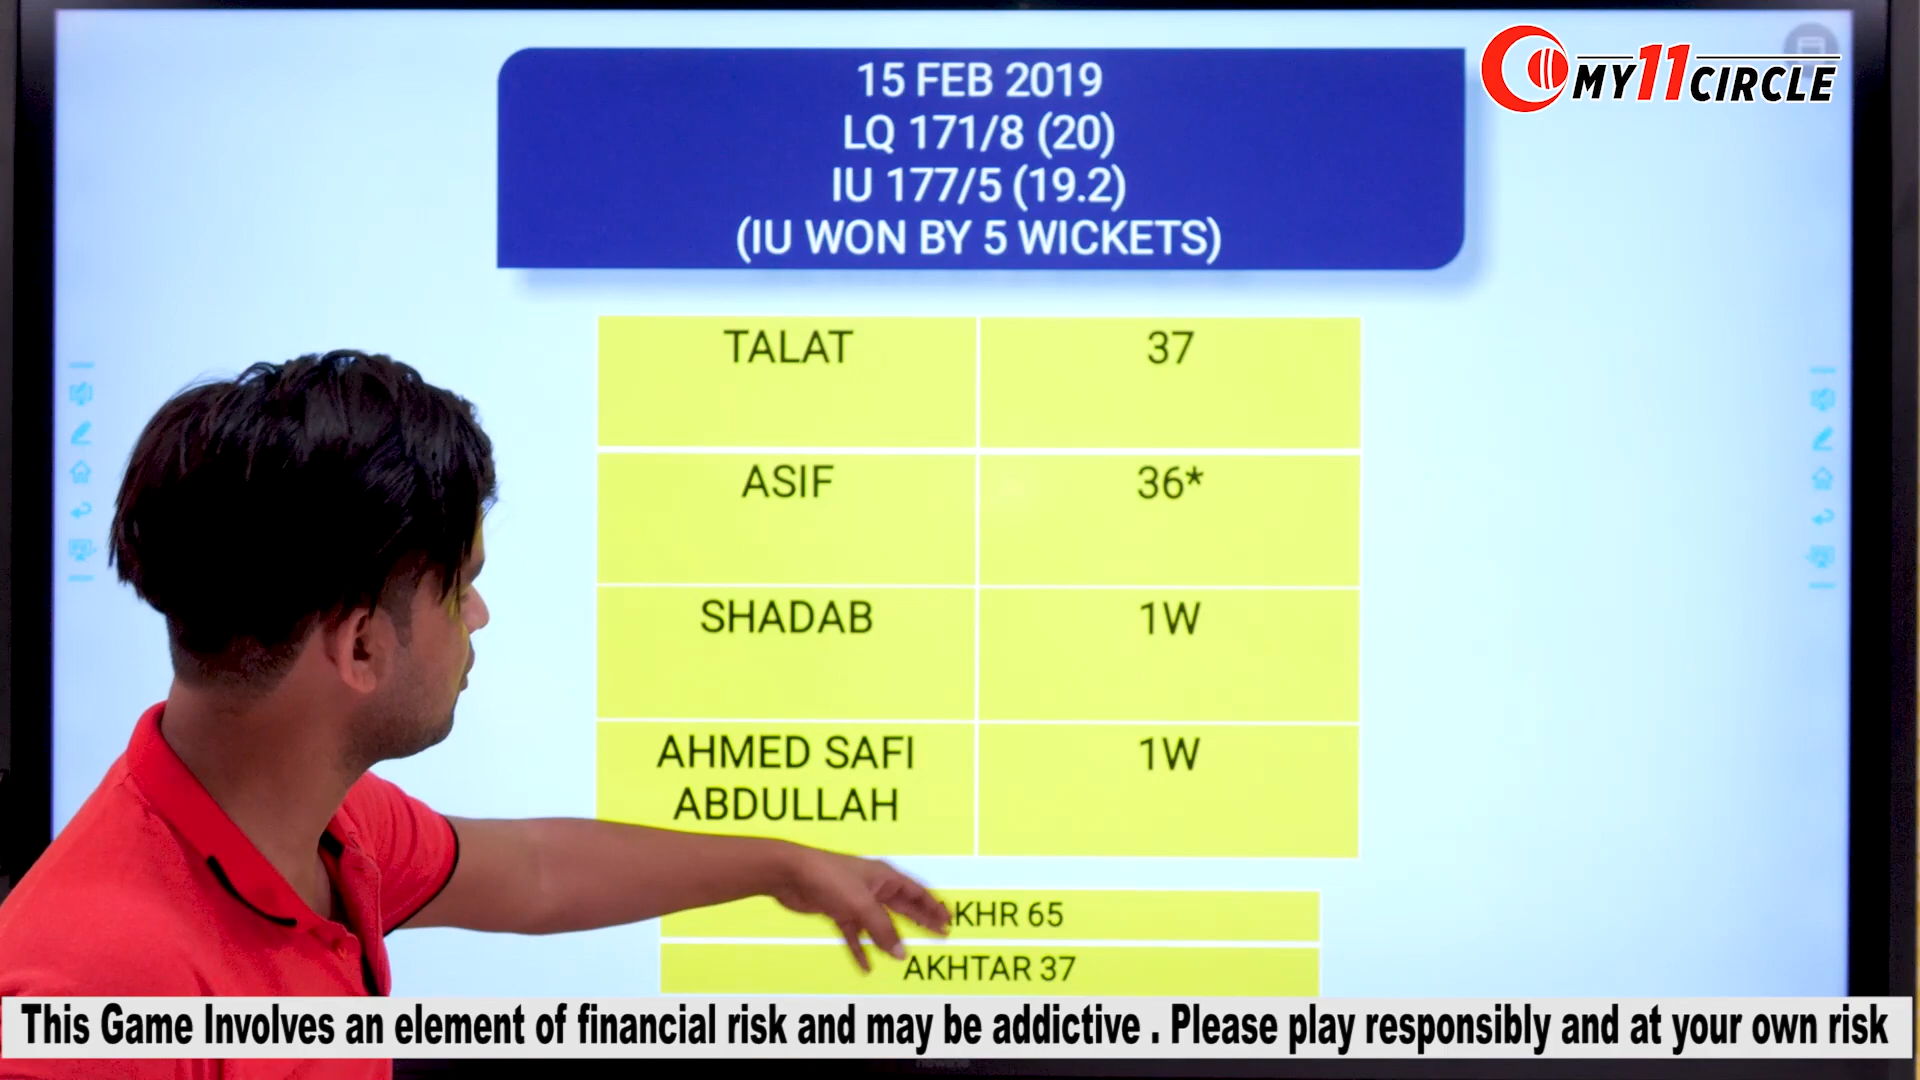 MY11CIRCLE
15 FEB 2019
LQ 171/8 (20)
IU 177/5 (19.2)
(IU WON BY 5 WICKETS)
TALAT 37
ASIF 36*
SHADAB 1W
AHMED SAFI
ABDULLAH 1W
65
AKHTAR 37
This Game Involves an element of financial risk and may be addictive . Please play responsibly and at your own risk